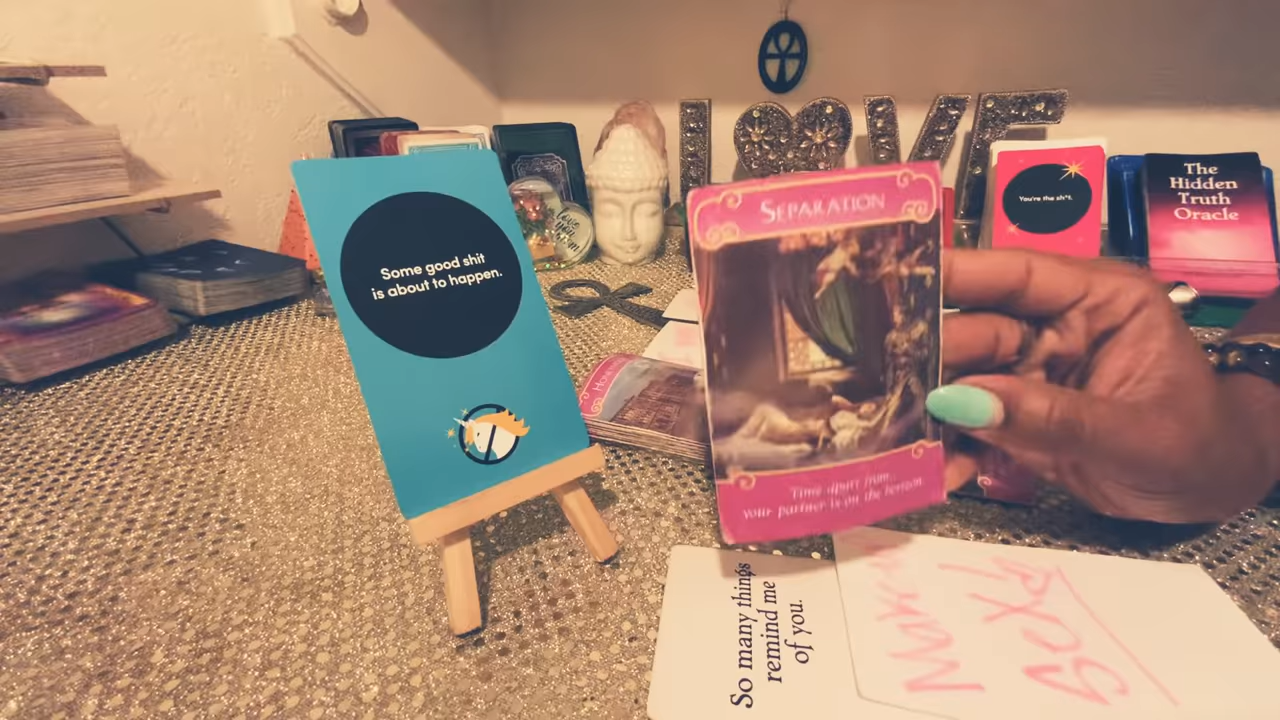 Some good shit
is about to happen.
SEPARATION
Time apart from...
your partner is on the horizon.
LOVE
You're the sh*t.
The
Hidden
Truth
Oracle
So many things
remind me
of you.